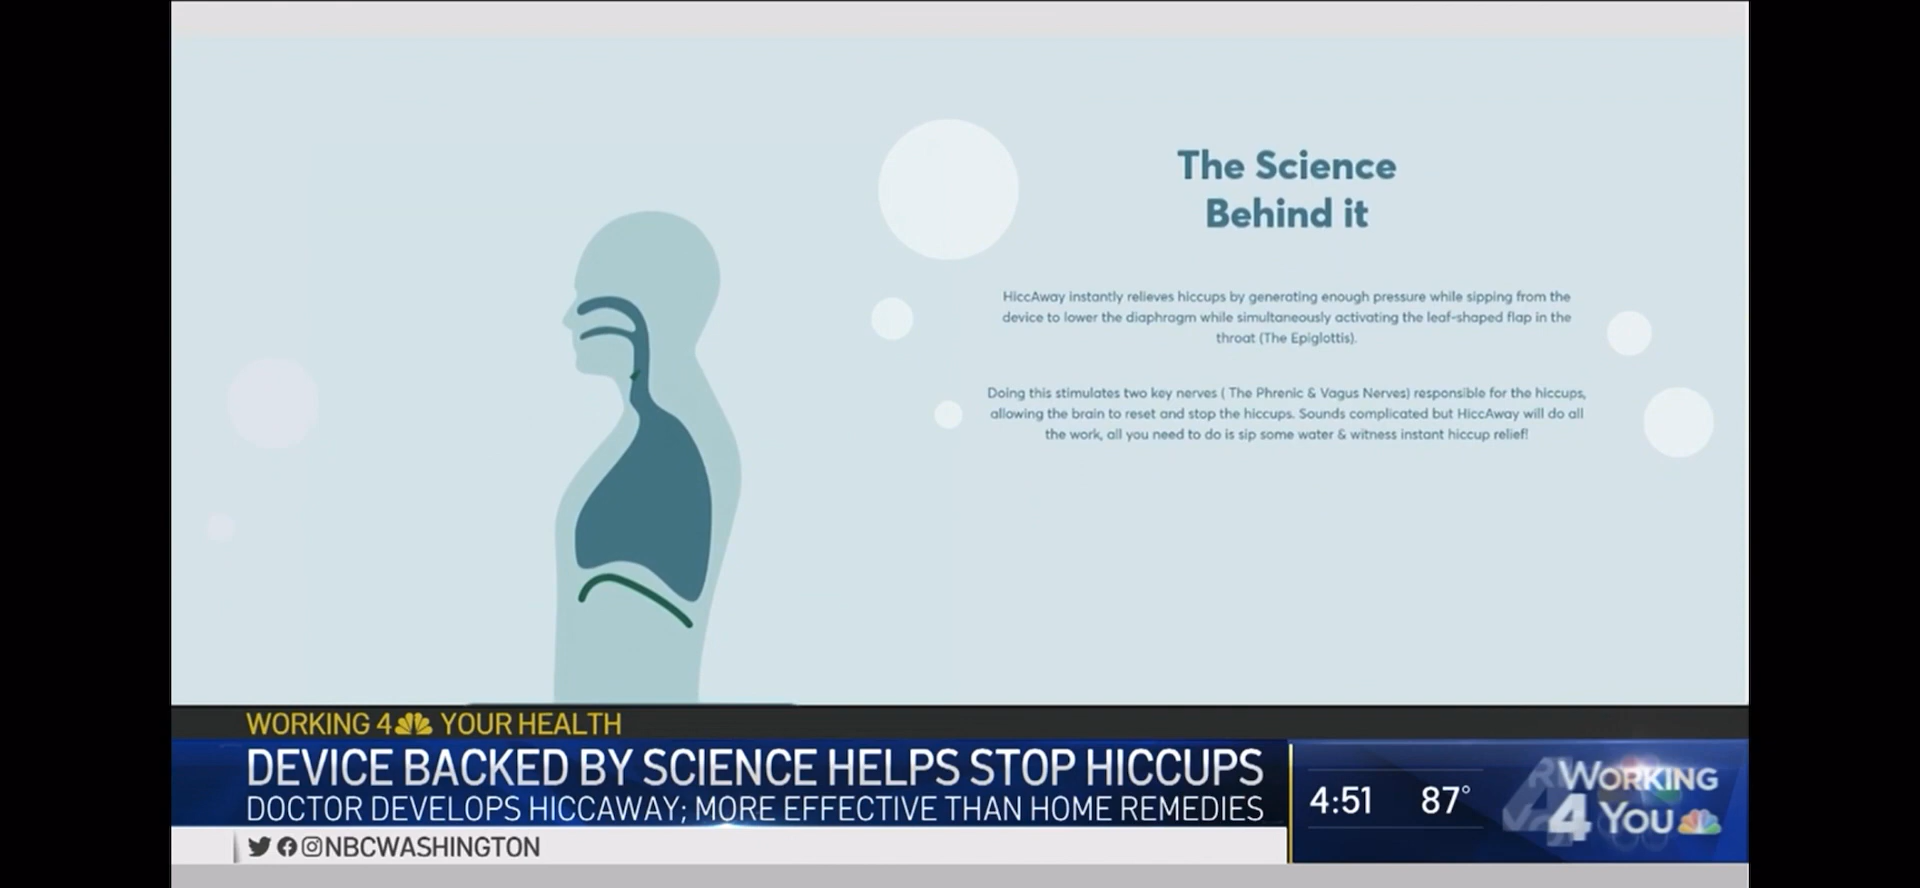 The Science
Behind it
HiccAway instantly relieves hiccups by generating enough pressure while sipping from the
device to lower the diaphragm while simultaneously activating the leaf-shaped flap in the
throat (The Epiglottis).
Doing this stimulates two key nerves ( The Phrenic & Vagus Nerves) responsible for the hiccups,
allowing the brain to reset and stop the hiccups. Sounds complicated but HiccAway will do all
the work, all you need to do is sip some water & witness instant hiccup relief!
WORKING 4 YOUR HEALTH
DEVICE BACKED BY SCIENCE HELPS STOP HICCUPS
DOCTOR DEVELOPS HICCAWAY; MORE EFFECTIVE THAN HOME REMEDIES
4:51 87°
WORKING
4 YOU
NBCWASHINGTON